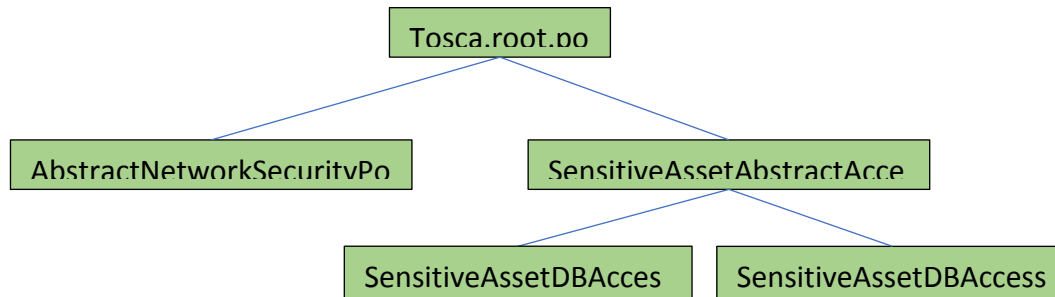 Tosca.root.po
AbstractNetworkSecurityPo
SensitiveAssetAbstractAcce
SensitiveAssetDBAcces
SensitiveAssetDBAccess